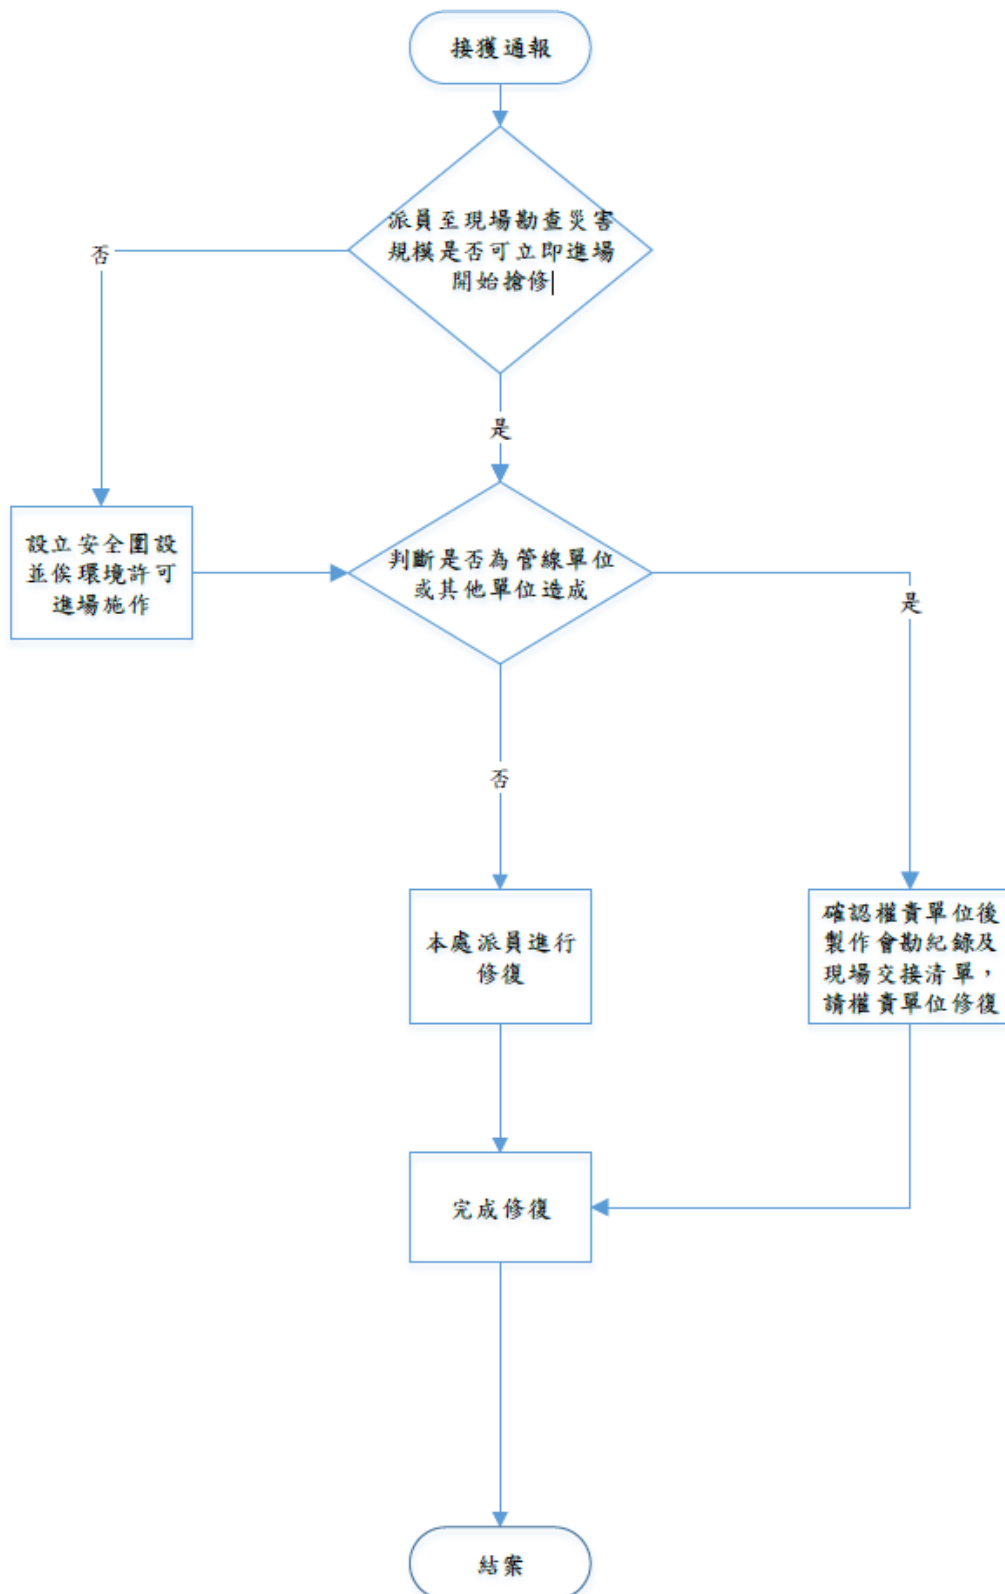 接獲通報
派員至現場勘查災害
規模是否可立即進場
開始搶修
否
是
設立安全圍設
並俟環境許可
進場施作
判斷是否為管線單位
或其他單位造成
是
否
本處派員進行
修復
確認權責單位後
製作會勘紀錄及
現場交接清單，
請權責單位修復
完成修復
結案